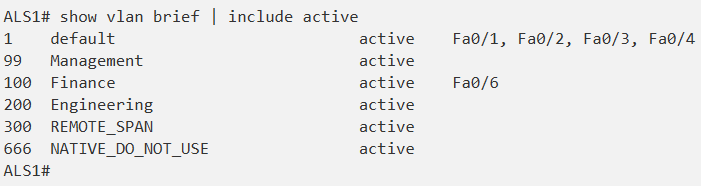 ALS1# show vlan brief | include active
1    default                          active    Fa0/1, Fa0/2, Fa0/3, Fa0/4
99   Management                       active
100  Finance                          active    Fa0/6
200  Engineering                      active
300  REMOTE_SPAN                      active
666  NATIVE_DO_NOT_USE                active
ALS1#